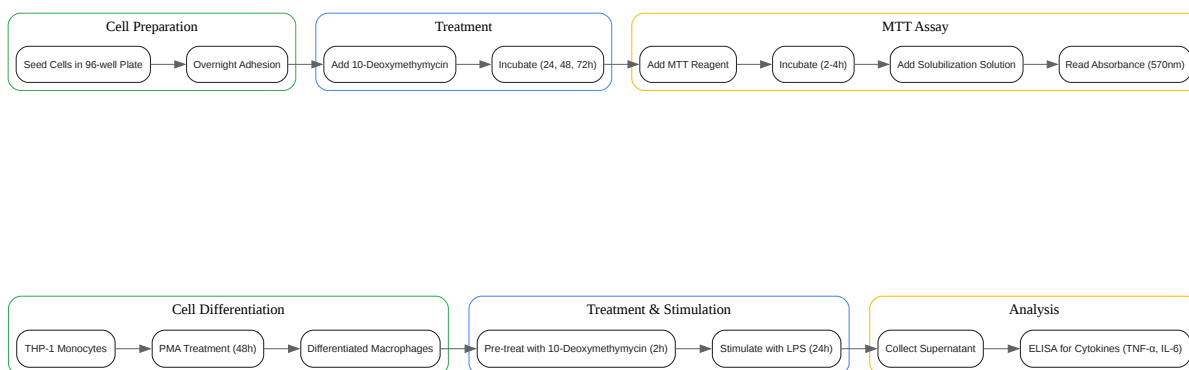 Cell Preparation
Treatment
MTT Assay
Seed Cells in 96-well Plate
Overnight Adhesion
Add 10-Deoxymethymycin
Incubate (24, 48, 72h)
Add MTT Reagent
Incubate (2-4h)
Add Solubilization Solution
Read Absorbance (570nm)
Cell Differentiation
Treatment & Stimulation
Analysis
THP-1 Monocytes
PMA Treatment (48h)
Differentiated Macrophages
Pre-treat with 10-Deoxymethymycin (2h)
Stimulate with LPS (24h)
Collect Supernatant
ELISA for Cytokines (TNF-α, IL-6)